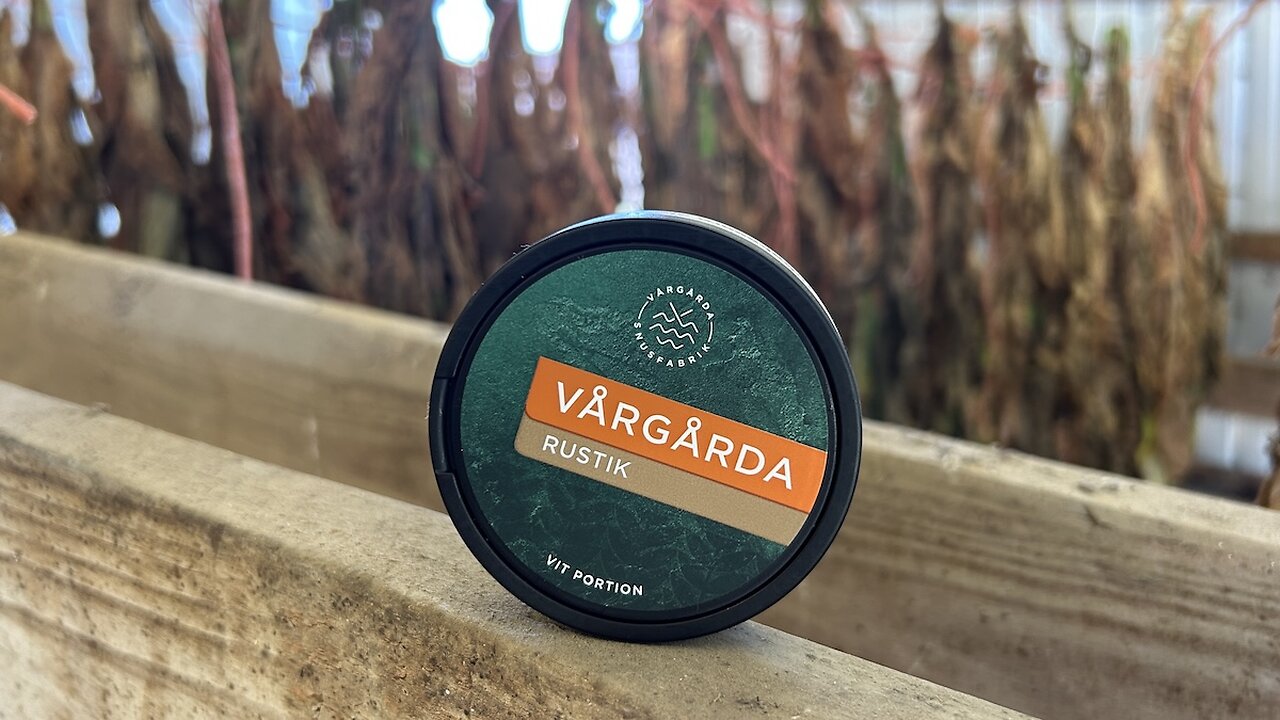 VÅRGÅRDA
SNUSFABRIK
VÅRGÅRDA
RUSTIK
VIT PORTION